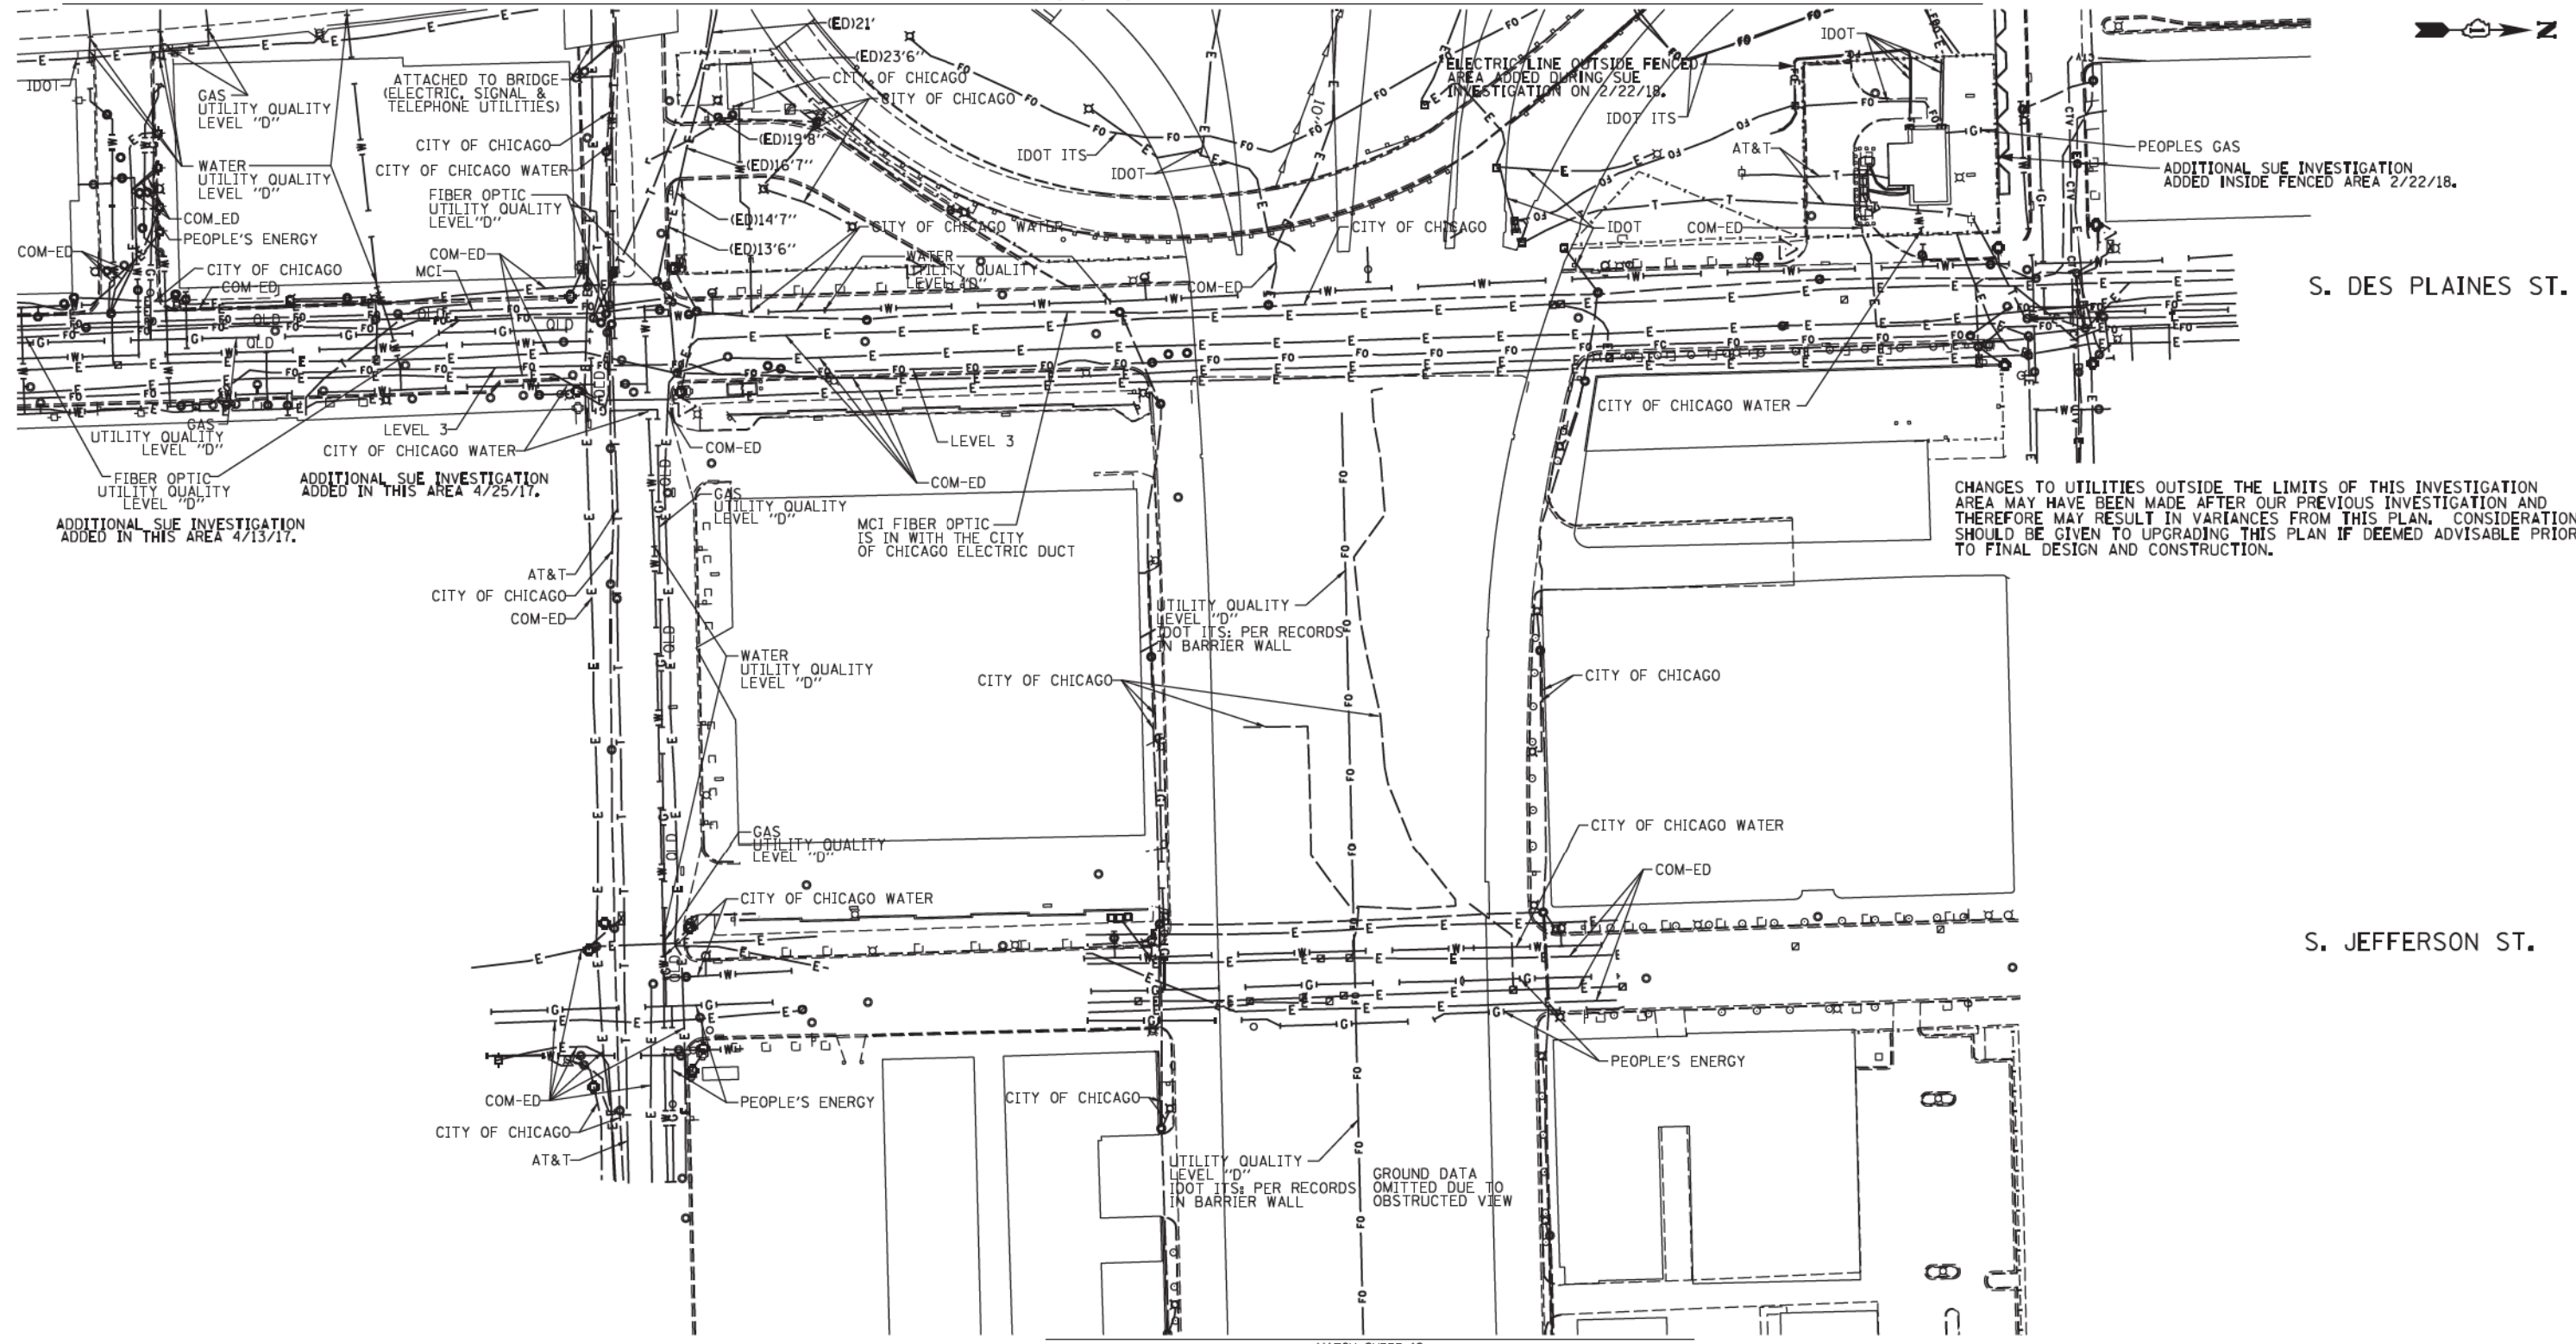 (ED)21'
(ED)23'6"
CITY OF CHICAGO
CITY OF CHICAGO
IDOT
GAS
UTILITY QUALITY
LEVEL "D"
ATTACHED TO BRIDGE
(ELECTRIC, SIGNAL &
TELEPHONE UTILITIES)
CITY OF CHICAGO
CITY OF CHICAGO WATER
WATER
UTILITY QUALITY
LEVEL "D"
FIBER OPTIC
UTILITY QUALITY
LEVEL "D"
COM_ED
PEOPLE'S ENERGY
COM-ED
CITY OF CHICAGO
COM-ED
COM-ED
MCI
(ED)19'8"
(ED)16'7"
(ED)14'7"
(ED)13'6"
IDOT ITS
IDOT
CITY OF CHICAGO WATER
WATER
UTILITY QUALITY
LEVEL "D"
COM-ED
CITY OF CHICAGO
10"
ELECTRIC LINE OUTSIDE FENCED
AREA ADDED DURING SUE
INVESTIGATION ON 2/22/18.
IDOT ITS
IDOT
AT&T
IDOT
COM-ED
N
PEOPLES GAS
ADDITIONAL SUE INVESTIGATION
ADDED INSIDE FENCED AREA 2/22/18.
S. DES PLAINES ST.
QLD
QLD
QLD
GAS
UTILITY QUALITY
LEVEL "D"
LEVEL 3
CITY OF CHICAGO WATER
FIBER OPTIC
UTILITY QUALITY
LEVEL "D"
ADDITIONAL SUE INVESTIGATION
ADDED IN THIS AREA 4/25/17.
ADDITIONAL SUE INVESTIGATION
ADDED IN THIS AREA 4/13/17.
COM-ED
LEVEL 3
COM-ED
CITY OF CHICAGO WATER
GAS
UTILITY QUALITY
LEVEL "D"
MCI FIBER OPTIC
IS IN WITH THE CITY
OF CHICAGO ELECTRIC DUCT
CHANGES TO UTILITIES OUTSIDE THE LIMITS OF THIS INVESTIGATION
AREA MAY HAVE BEEN MADE AFTER OUR PREVIOUS INVESTIGATION AND
THEREFORE MAY RESULT IN VARIANCES FROM THIS PLAN. CONSIDERATION
SHOULD BE GIVEN TO UPGRADING THIS PLAN IF DEEMED ADVISABLE PRIOR
TO FINAL DESIGN AND CONSTRUCTION.
AT&T
CITY OF CHICAGO
COM-ED
UTILITY QUALITY
LEVEL "D"
IDOT ITS: PER RECORDS
IN BARRIER WALL
WATER
UTILITY QUALITY
LEVEL "D"
CITY OF CHICAGO
CITY OF CHICAGO
GAS
UTILITY QUALITY
LEVEL "D"
CITY OF CHICAGO WATER
CITY OF CHICAGO WATER
COM-ED
S. JEFFERSON ST.
PEOPLE'S ENERGY
COM-ED
PEOPLE'S ENERGY
CITY OF CHICAGO
CITY OF CHICAGO
AT&T
UTILITY QUALITY
LEVEL "D"
IDOT ITS: PER RECORDS
IN BARRIER WALL
GROUND DATA
OMITTED DUE TO
OBSTRUCTED VIEW